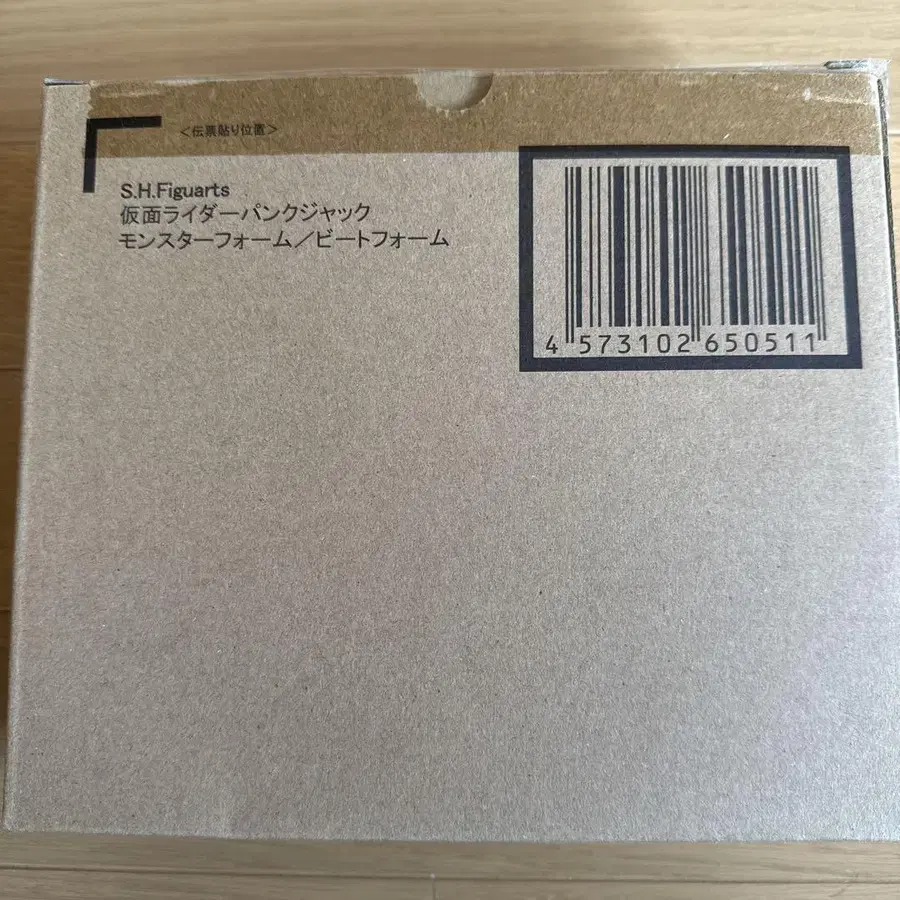 <伝票貼り位置>
S.H.Figuarts
仮面ライダーパンクジャック
モンスターフォーム/ビートフォーム
4 573102 650511